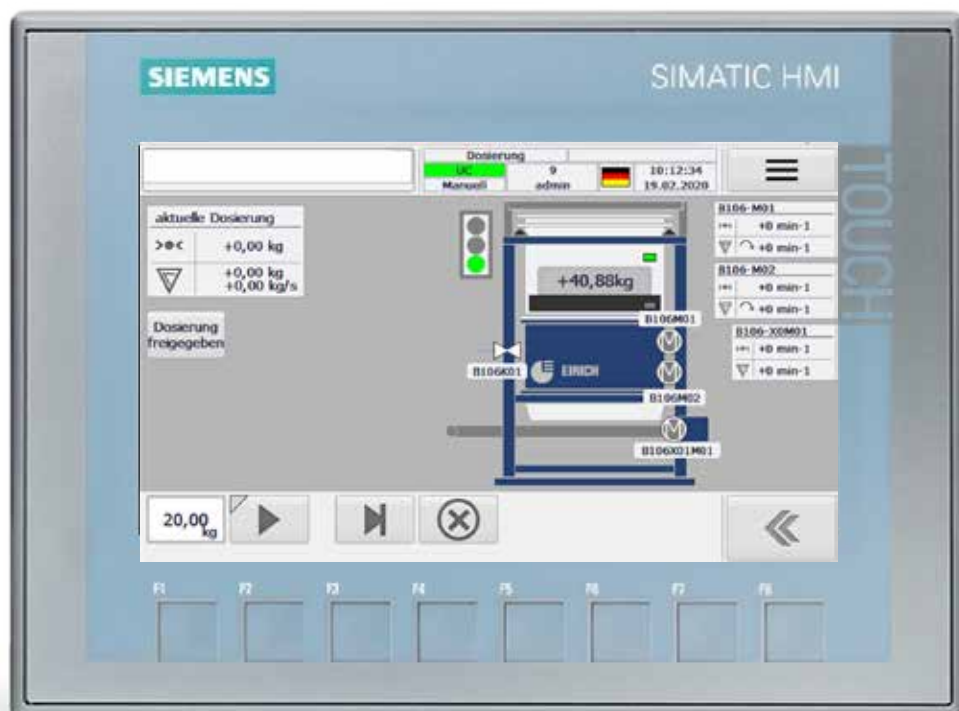 SIEMENS
SIMATIC HMI
TOUCH
Dosierung
UC 9 10:12:34
Manuell admin 19.02.2020
aktuelle Dosierung
+0,00 kg
+0,00 kg
+0,00 kg/s
Dosierung
freigegeben
+40,88kg
B106M01
B106K01
EIRICH
M
M
B106M02
M
B106X01M01
B106-M01
+0 min-1
+0 min-1
B106-M02
+0 min-1
+0 min-1
B106-X0M01
+0 min-1
+0 min-1
20,00
kg
F1 F2 F3 F4 F5 F6 F7 F8